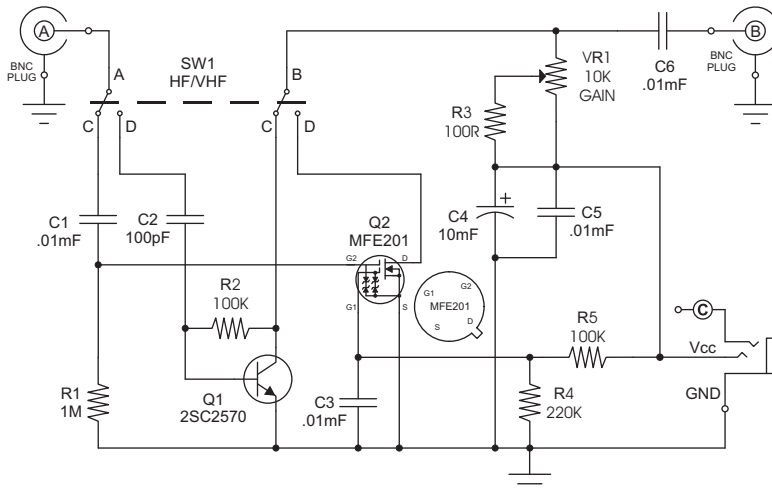 A
BNC
PLUG
SW1
HF/VHF
A
C
D
B
C
D
VR1
10K
GAIN
R3
100R
C6
.01mF
B
BNC
PLUG
C1
.01mF
C2
100pF
Q2
MFE201
G2
D
G1
S
C4
10mF
+
C5
.01mF
G1
G2
MFE201
S
D
R2
100K
R5
100K
C
Vcc
GND
R1
1M
Q1
2SC2570
C3
.01mF
R4
220K